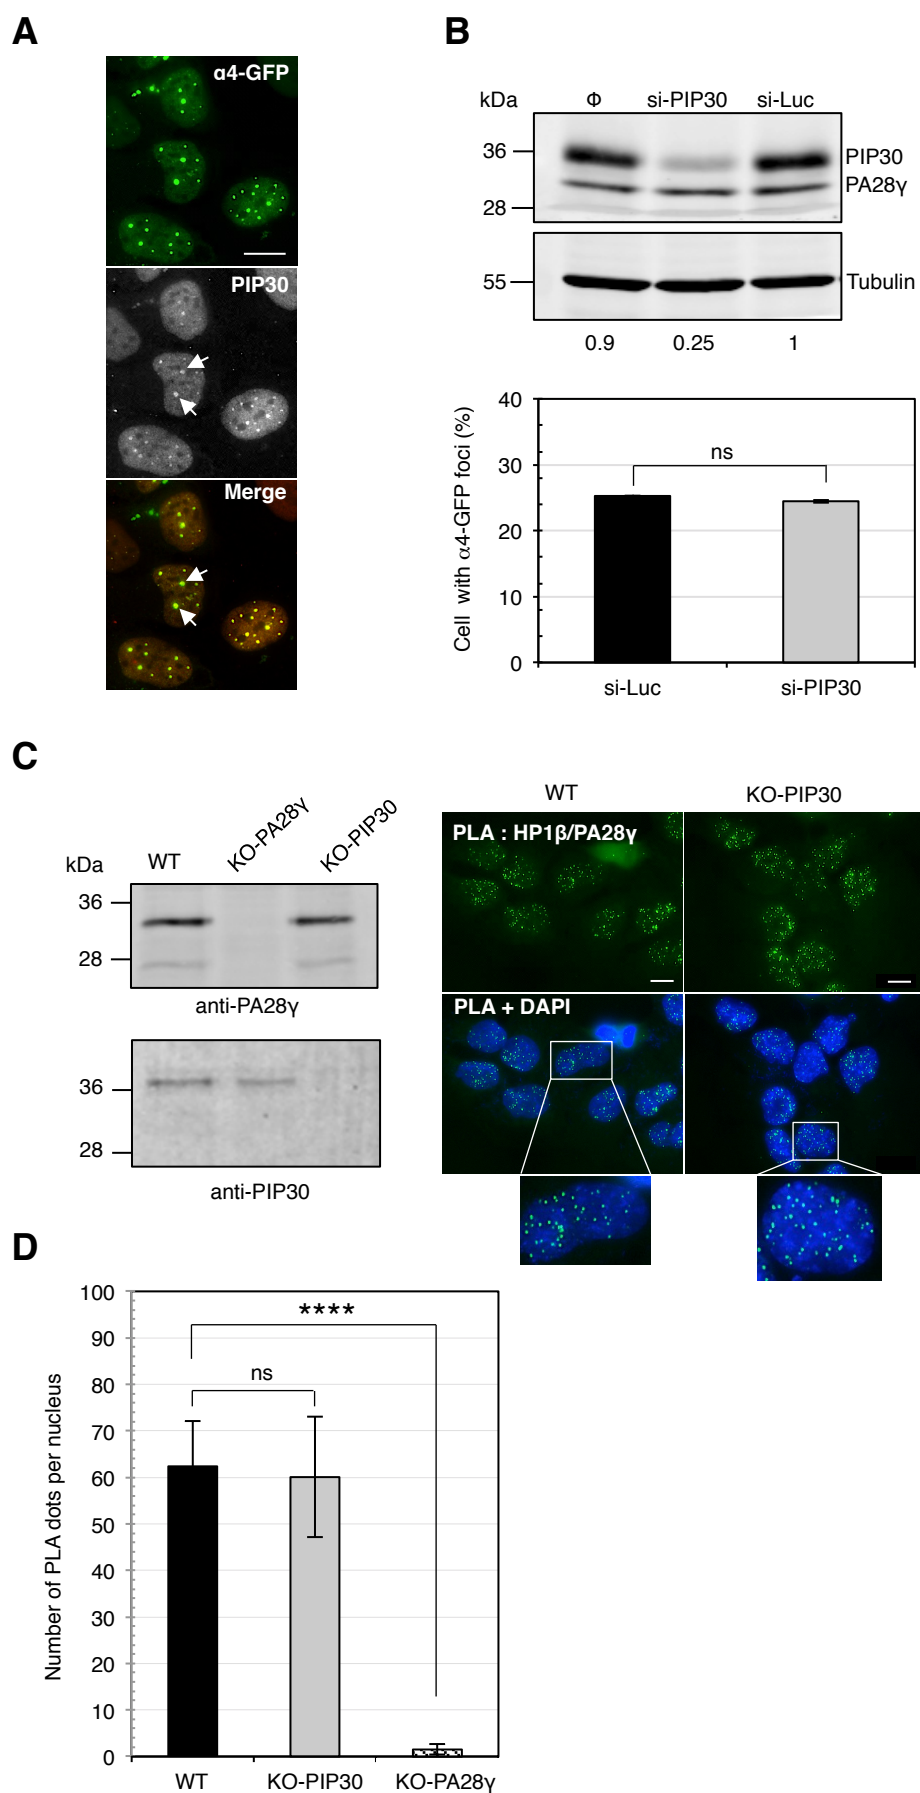 A
α4-GFP
PIP30
Merge
B
kDa Φ si-PIP30 si-Luc
36
PIP30
PA28γ
28
55
Tubulin
0.9 0.25 1
Cell with α4-GFP foci (%)
40
30
20
10
0
ns
si-Luc si-PIP30
C
kDa WT KO-PA28γ KO-PIP30
36
28
anti-PA28γ
36
28
anti-PIP30
WT KO-PIP30
PLA : HP1β/PA28γ
PLA + DAPI
D
Number of PLA dots per nucleus
100
90
80
70
60
50
40
30
20
10
0
****
ns
WT KO-PIP30 KO-PA28γ